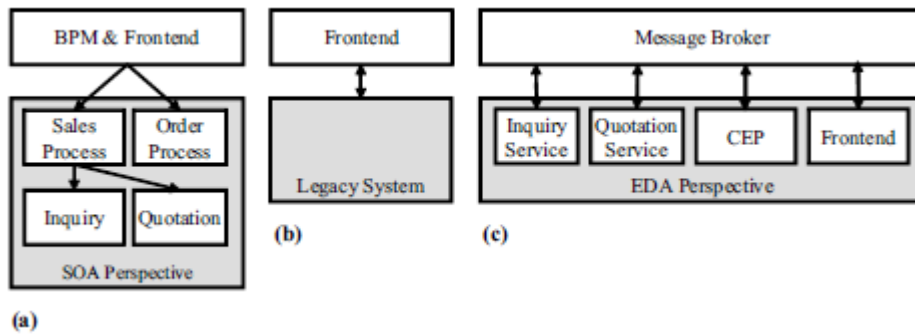 BPM & Frontend
Sales
Process
Order
Process
Inquiry
Quotation
SOA Perspective
(a)
Frontend
Legacy System
(b)
Message Broker
Inquiry
Service
Quotation
Service
CEP
Frontend
EDA Perspective
(c)